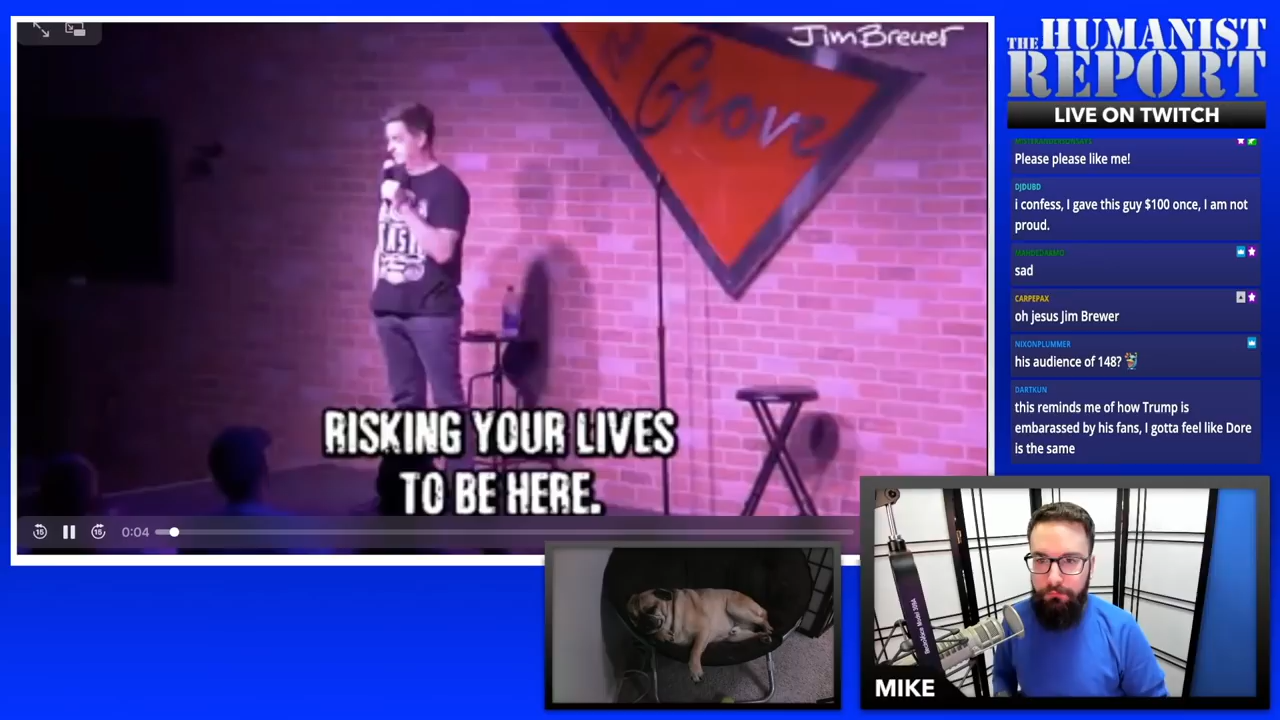 JimBreuer
Grove
RISKING YOUR LIVES
TO BE HERE.
15
15
0:04
THE HUMANIST
REPORT
LIVE ON TWITCH
Please please like me!
DJDUBD
i confess, I gave this guy $100 once, I am not
proud.
sad
CARPEPAX
oh jesus Jim Brewer
NIXONPLUMMER
his audience of 148?
DARTKUN
this reminds me of how Trump is
embarassed by his fans, I gotta feel like Dore
is the same
MIKE